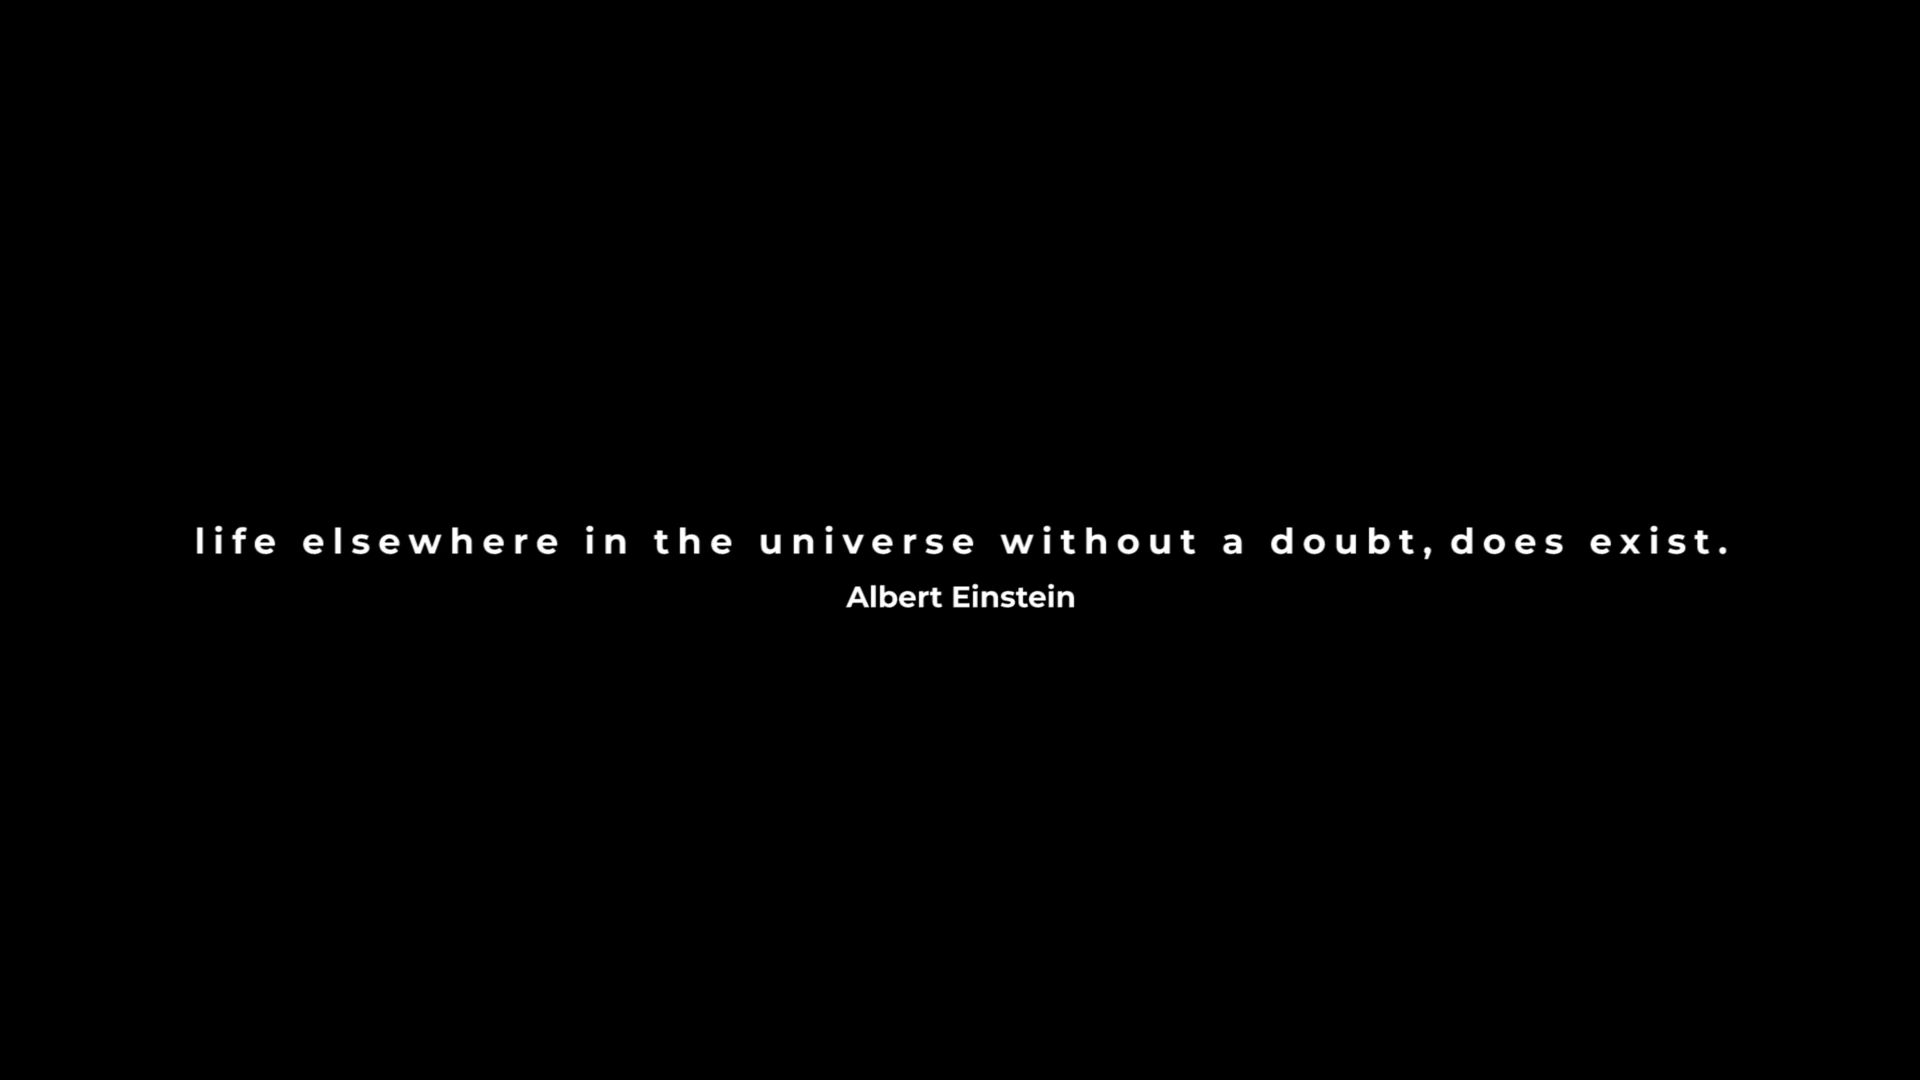 life elsewhere in the universe without a doubt, does exist.
Albert Einstein